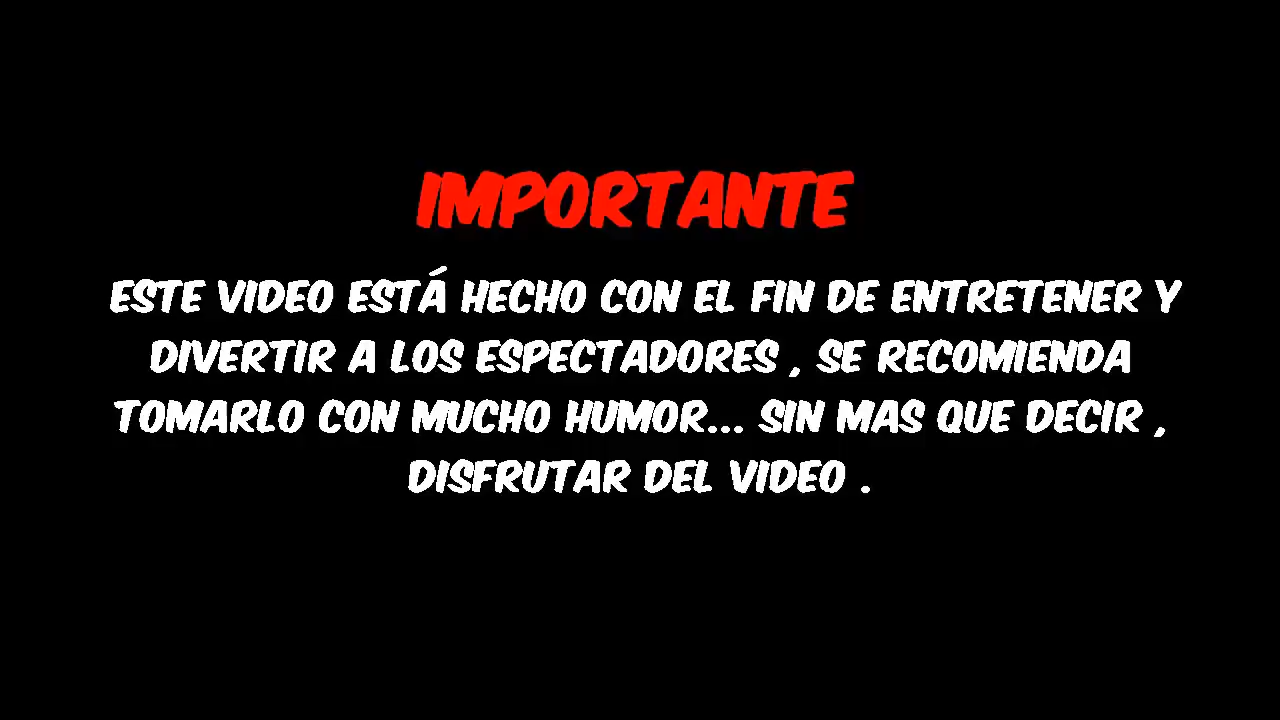 IMPORTANTE
ESTE VIDEO ESTÁ HECHO CON EL FIN DE ENTRETENER Y
DIVERTIR A LOS ESPECTADORES , SE RECOMIENDA
TOMARLO CON MUCHO HUMOR... SIN MAS QUE DECIR ,
DISFRUTAR DEL VIDEO .